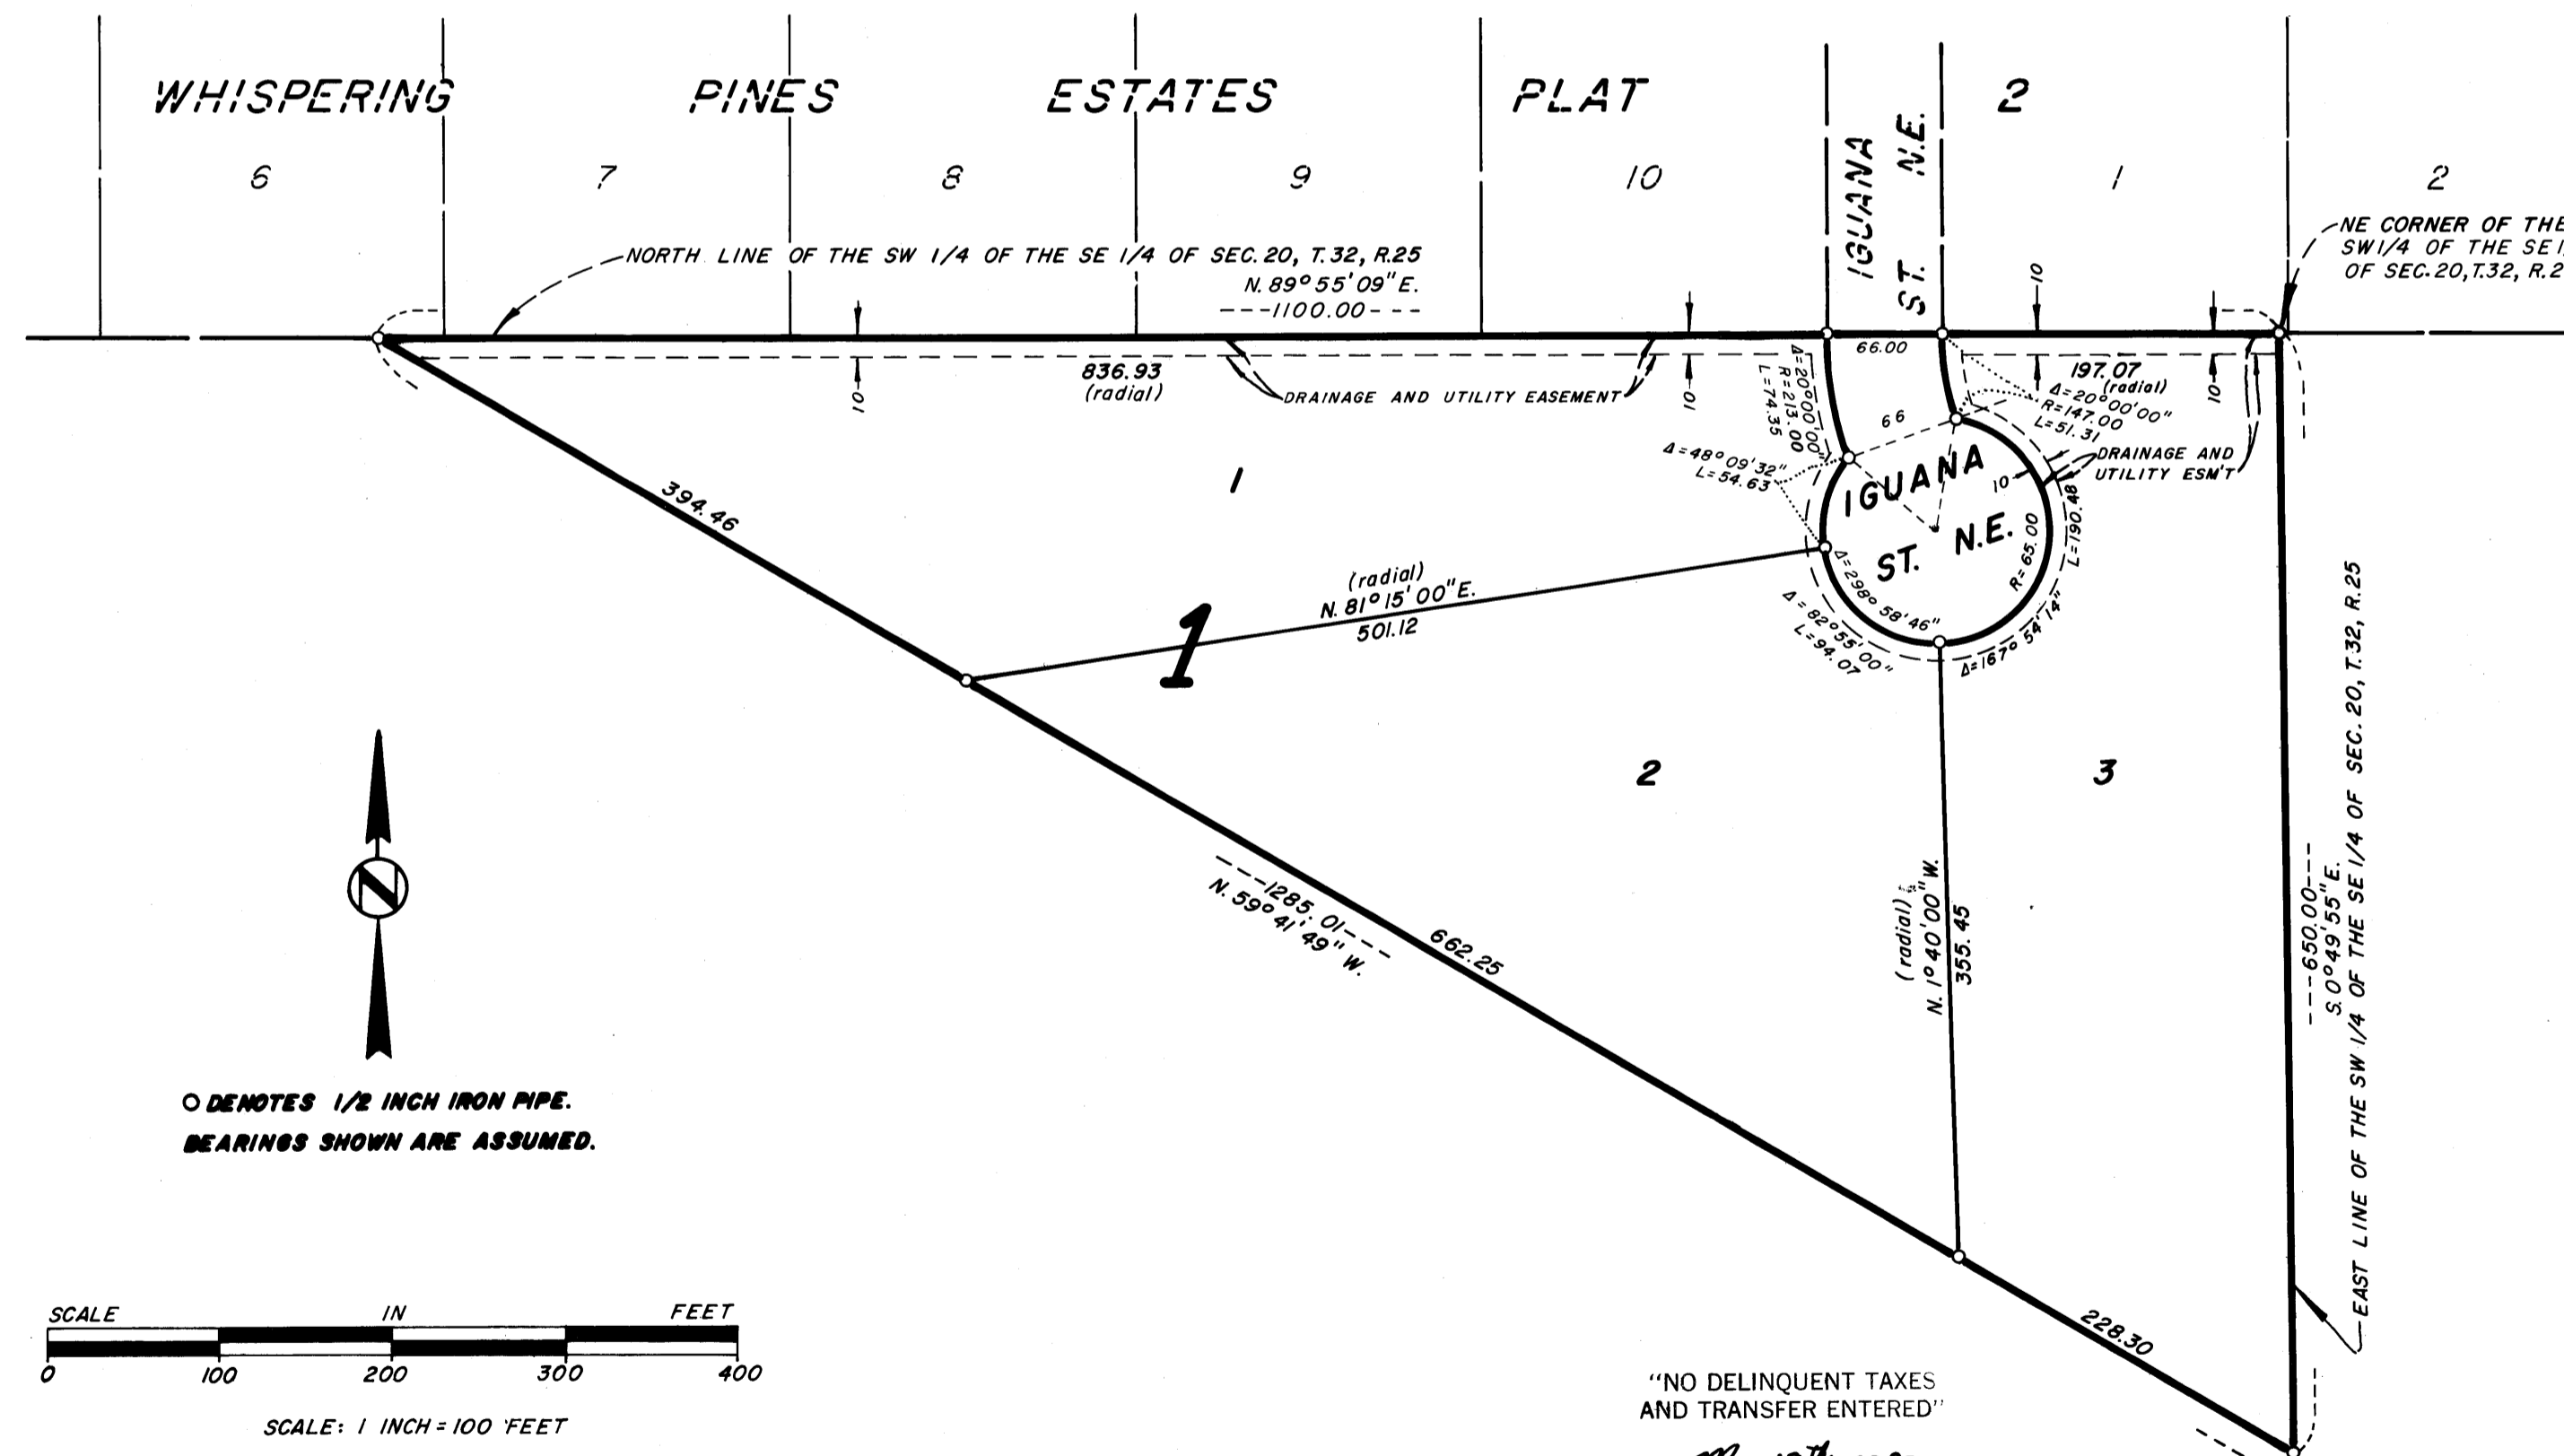 WHISPERING PINES ESTATES PLAT 2
6 7 8 9 10 1 2
IGUANA
ST. N.E.
NE CORNER OF THE
SW 1/4 OF THE SE 1/
OF SEC. 20, T.32, R.2
NORTH LINE OF THE SW 1/4 OF THE SE 1/4 OF SEC. 20, T.32, R.25
N. 89° 55' 09" E.
---1100.00---
10
10
10
10
836.93
(radial)
DRAINAGE AND UTILITY EASEMENT
66.00
197.07
(radial)
Δ=20°00'00"
R=147.00
L=51.31
Δ=20°00'00"
R=213.00
L=74.35
66
DRAINAGE AND
UTILITY ESM'T
Δ=48°09'32"
L=54.63
IGUANA
ST. N.E.
10
R=65.00
L=190.48
Δ=298° 58' 46"
Δ=82°55'00"
L=94.07
Δ=167° 54' 14"
394.46
1
(radial)
N. 81° 15' 00" E.
501.12
1
2
3
---1285.01---
N. 59° 41' 49" W.
662.25
(radial)
N. 1° 40' 00" W.
355.45
---650.00---
S. 0° 49' 55" E.
EAST LINE OF THE SW 1/4 OF THE SE 1/4 OF SEC. 20, T.32, R.25
228.30
N
O DENOTES 1/2 INCH IRON PIPE.
BEARINGS SHOWN ARE ASSUMED.
SCALE IN FEET
0 100 200 300 400
SCALE: 1 INCH = 100 FEET
"NO DELINQUENT TAXES
AND TRANSFER ENTERED"